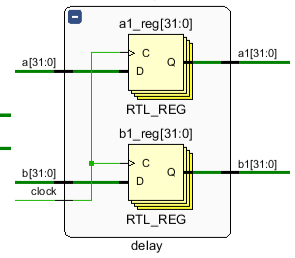 a1_reg[31:0]
a[31:0]
C
D
Q
a1[31:0]
RTL_REG
b1_reg[31:0]
b[31:0]
clock
C
D
Q
b1[31:0]
RTL_REG
delay